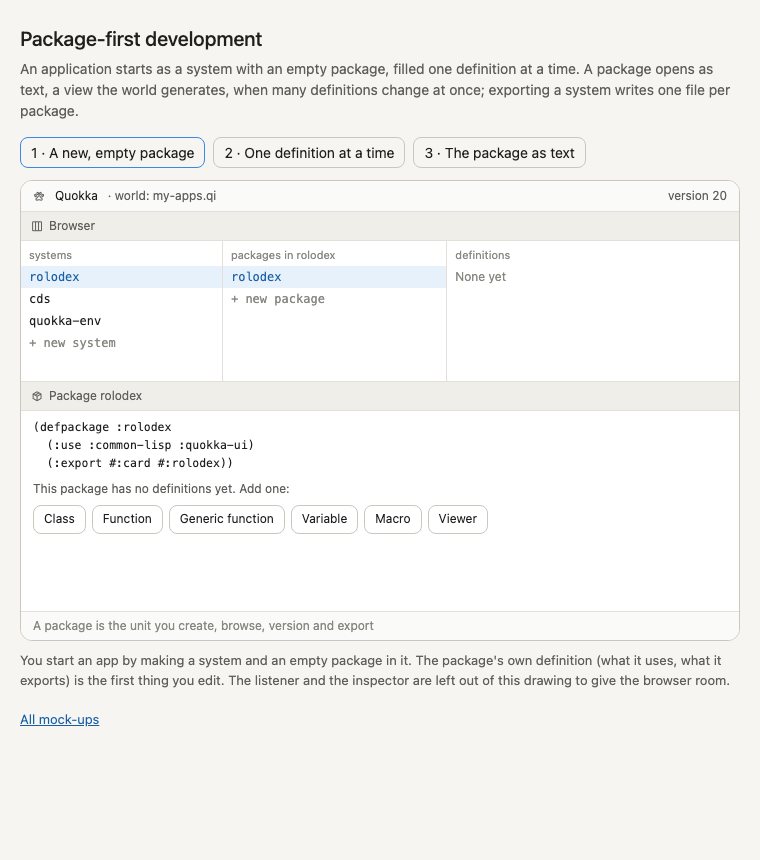 Package-first development
An application starts as a system with an empty package, filled one definition at a time. A package opens as
text, a view the world generates, when many definitions change at once; exporting a system writes one file per
package.
1 · A new, empty package
2 · One definition at a time
3 · The package as text
Quokka · world: my-apps.qi
version 20
Browser
systems
rolodex
cds
quokka-env
+ new system
packages in rolodex
rolodex
+ new package
definitions
None yet
Package rolodex
(defpackage :rolodex
  (:use :common-lisp :quokka-ui)
  (:export #:card #:rolodex))
This package has no definitions yet. Add one:
Class
Function
Generic function
Variable
Macro
Viewer
A package is the unit you create, browse, version and export
You start an app by making a system and an empty package in it. The package's own definition (what it uses, what it
exports) is the first thing you edit. The listener and the inspector are left out of this drawing to give the browser room.
All mock-ups